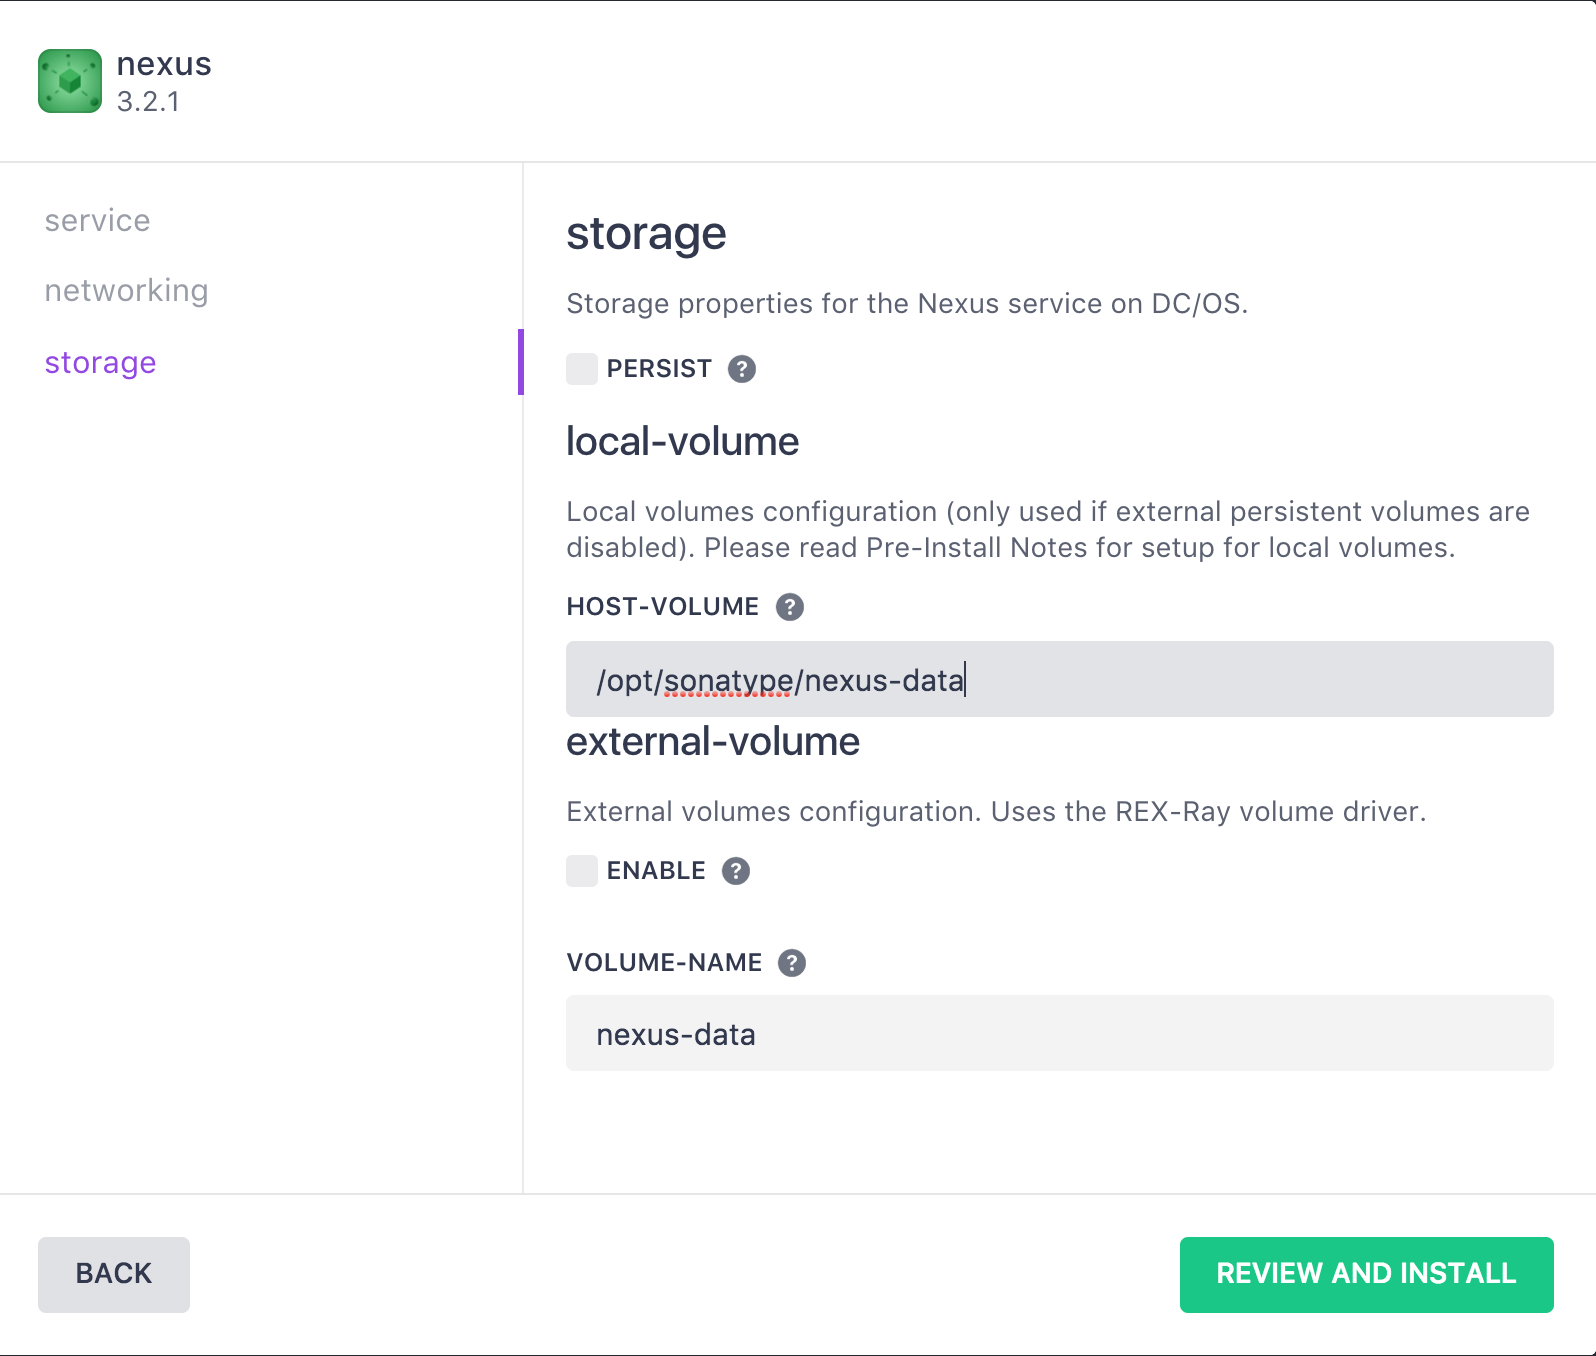 nexus
3.2.1
service
networking
storage
storage
Storage properties for the Nexus service on DC/OS.
PERSIST ?
local-volume
Local volumes configuration (only used if external persistent volumes are
disabled). Please read Pre-Install Notes for setup for local volumes.
HOST-VOLUME ?
/opt/sonatype/nexus-data
external-volume
External volumes configuration. Uses the REX-Ray volume driver.
ENABLE ?
VOLUME-NAME ?
nexus-data
BACK
REVIEW AND INSTALL